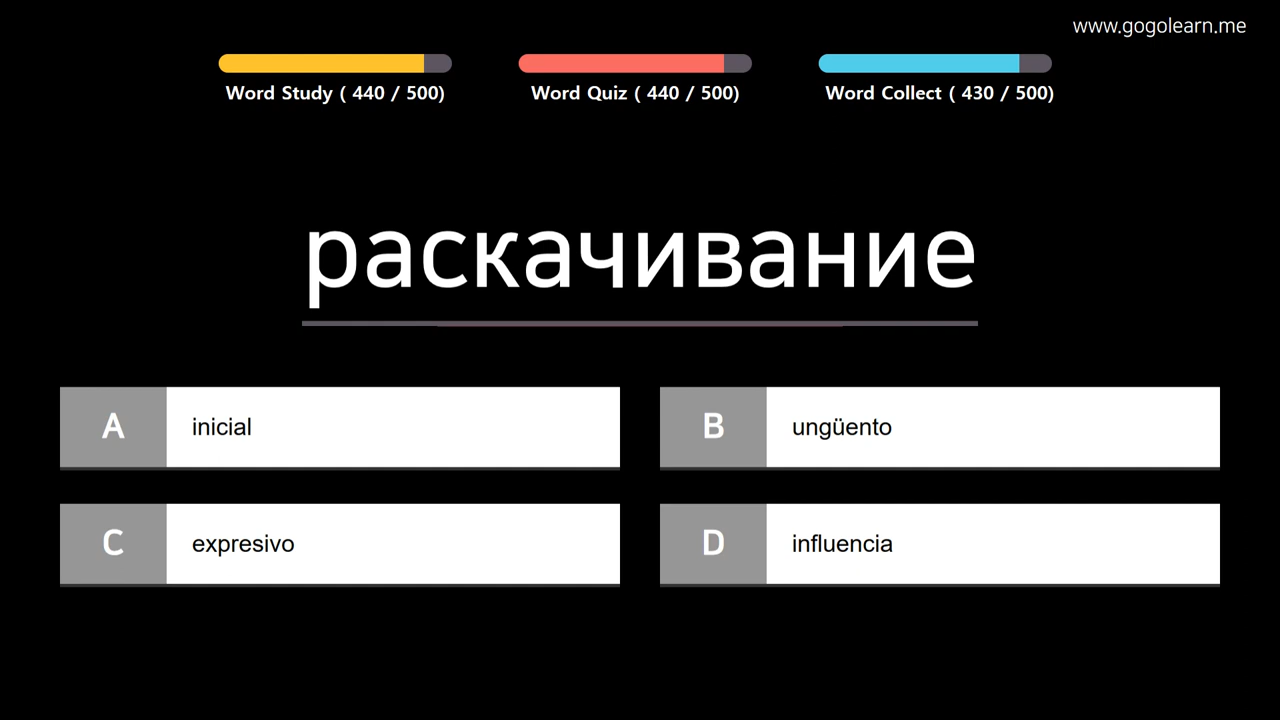 www.gogolearn.me
Word Study ( 440 / 500)
Word Quiz ( 440 / 500)
Word Collect ( 430 / 500)
раскачивание
A inicial
B ungüento
C expresivo
D influencia